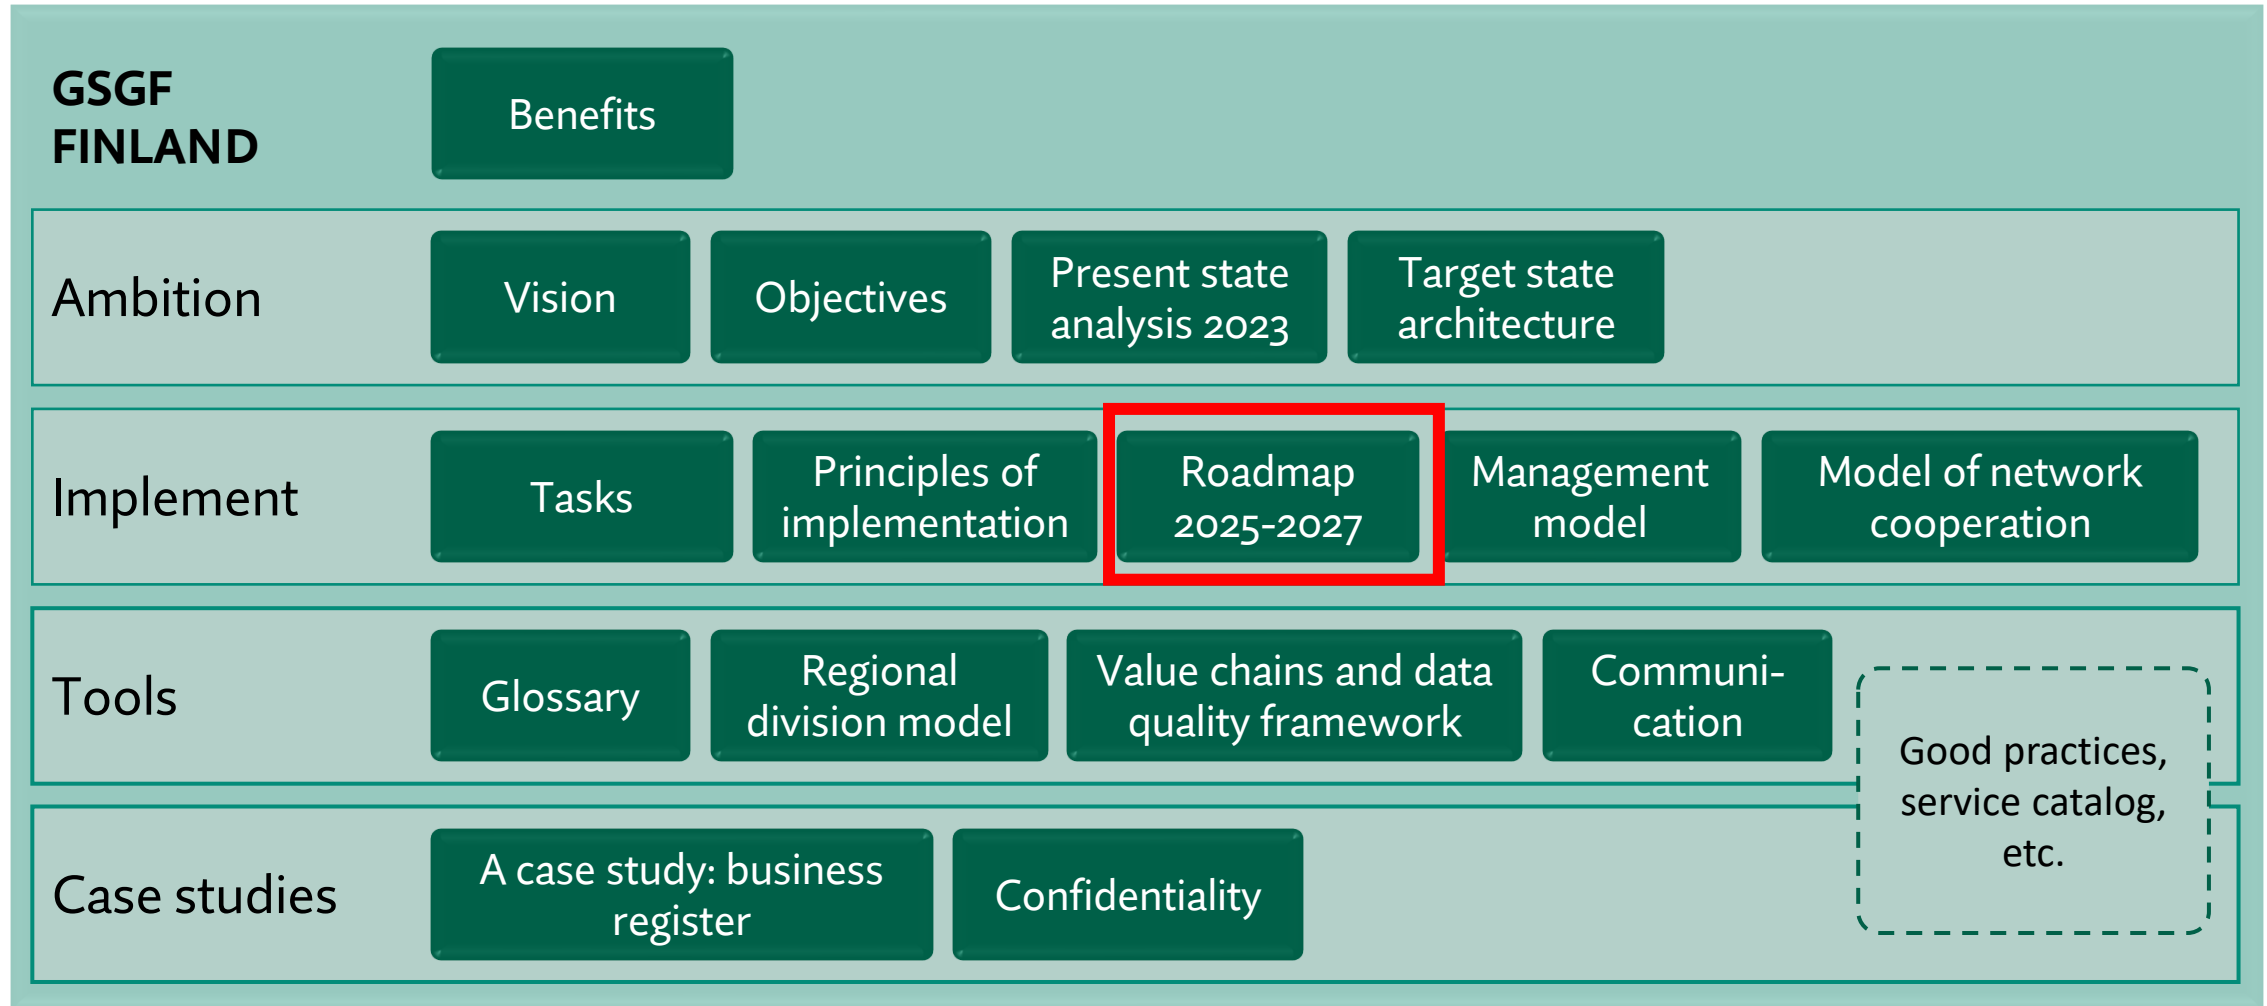 GSGF
FINLAND
Benefits
Ambition
Vision
Objectives
Present state
analysis 2023
Target state
architecture
Implement
Tasks
Principles of
implementation
Roadmap
2025-2027
Management
model
Model of network
cooperation
Tools
Glossary
Regional
division model
Value chains and data
quality framework
Communi-
cation
Good practices,
service catalog,
etc.
Case studies
A case study: business
register
Confidentiality